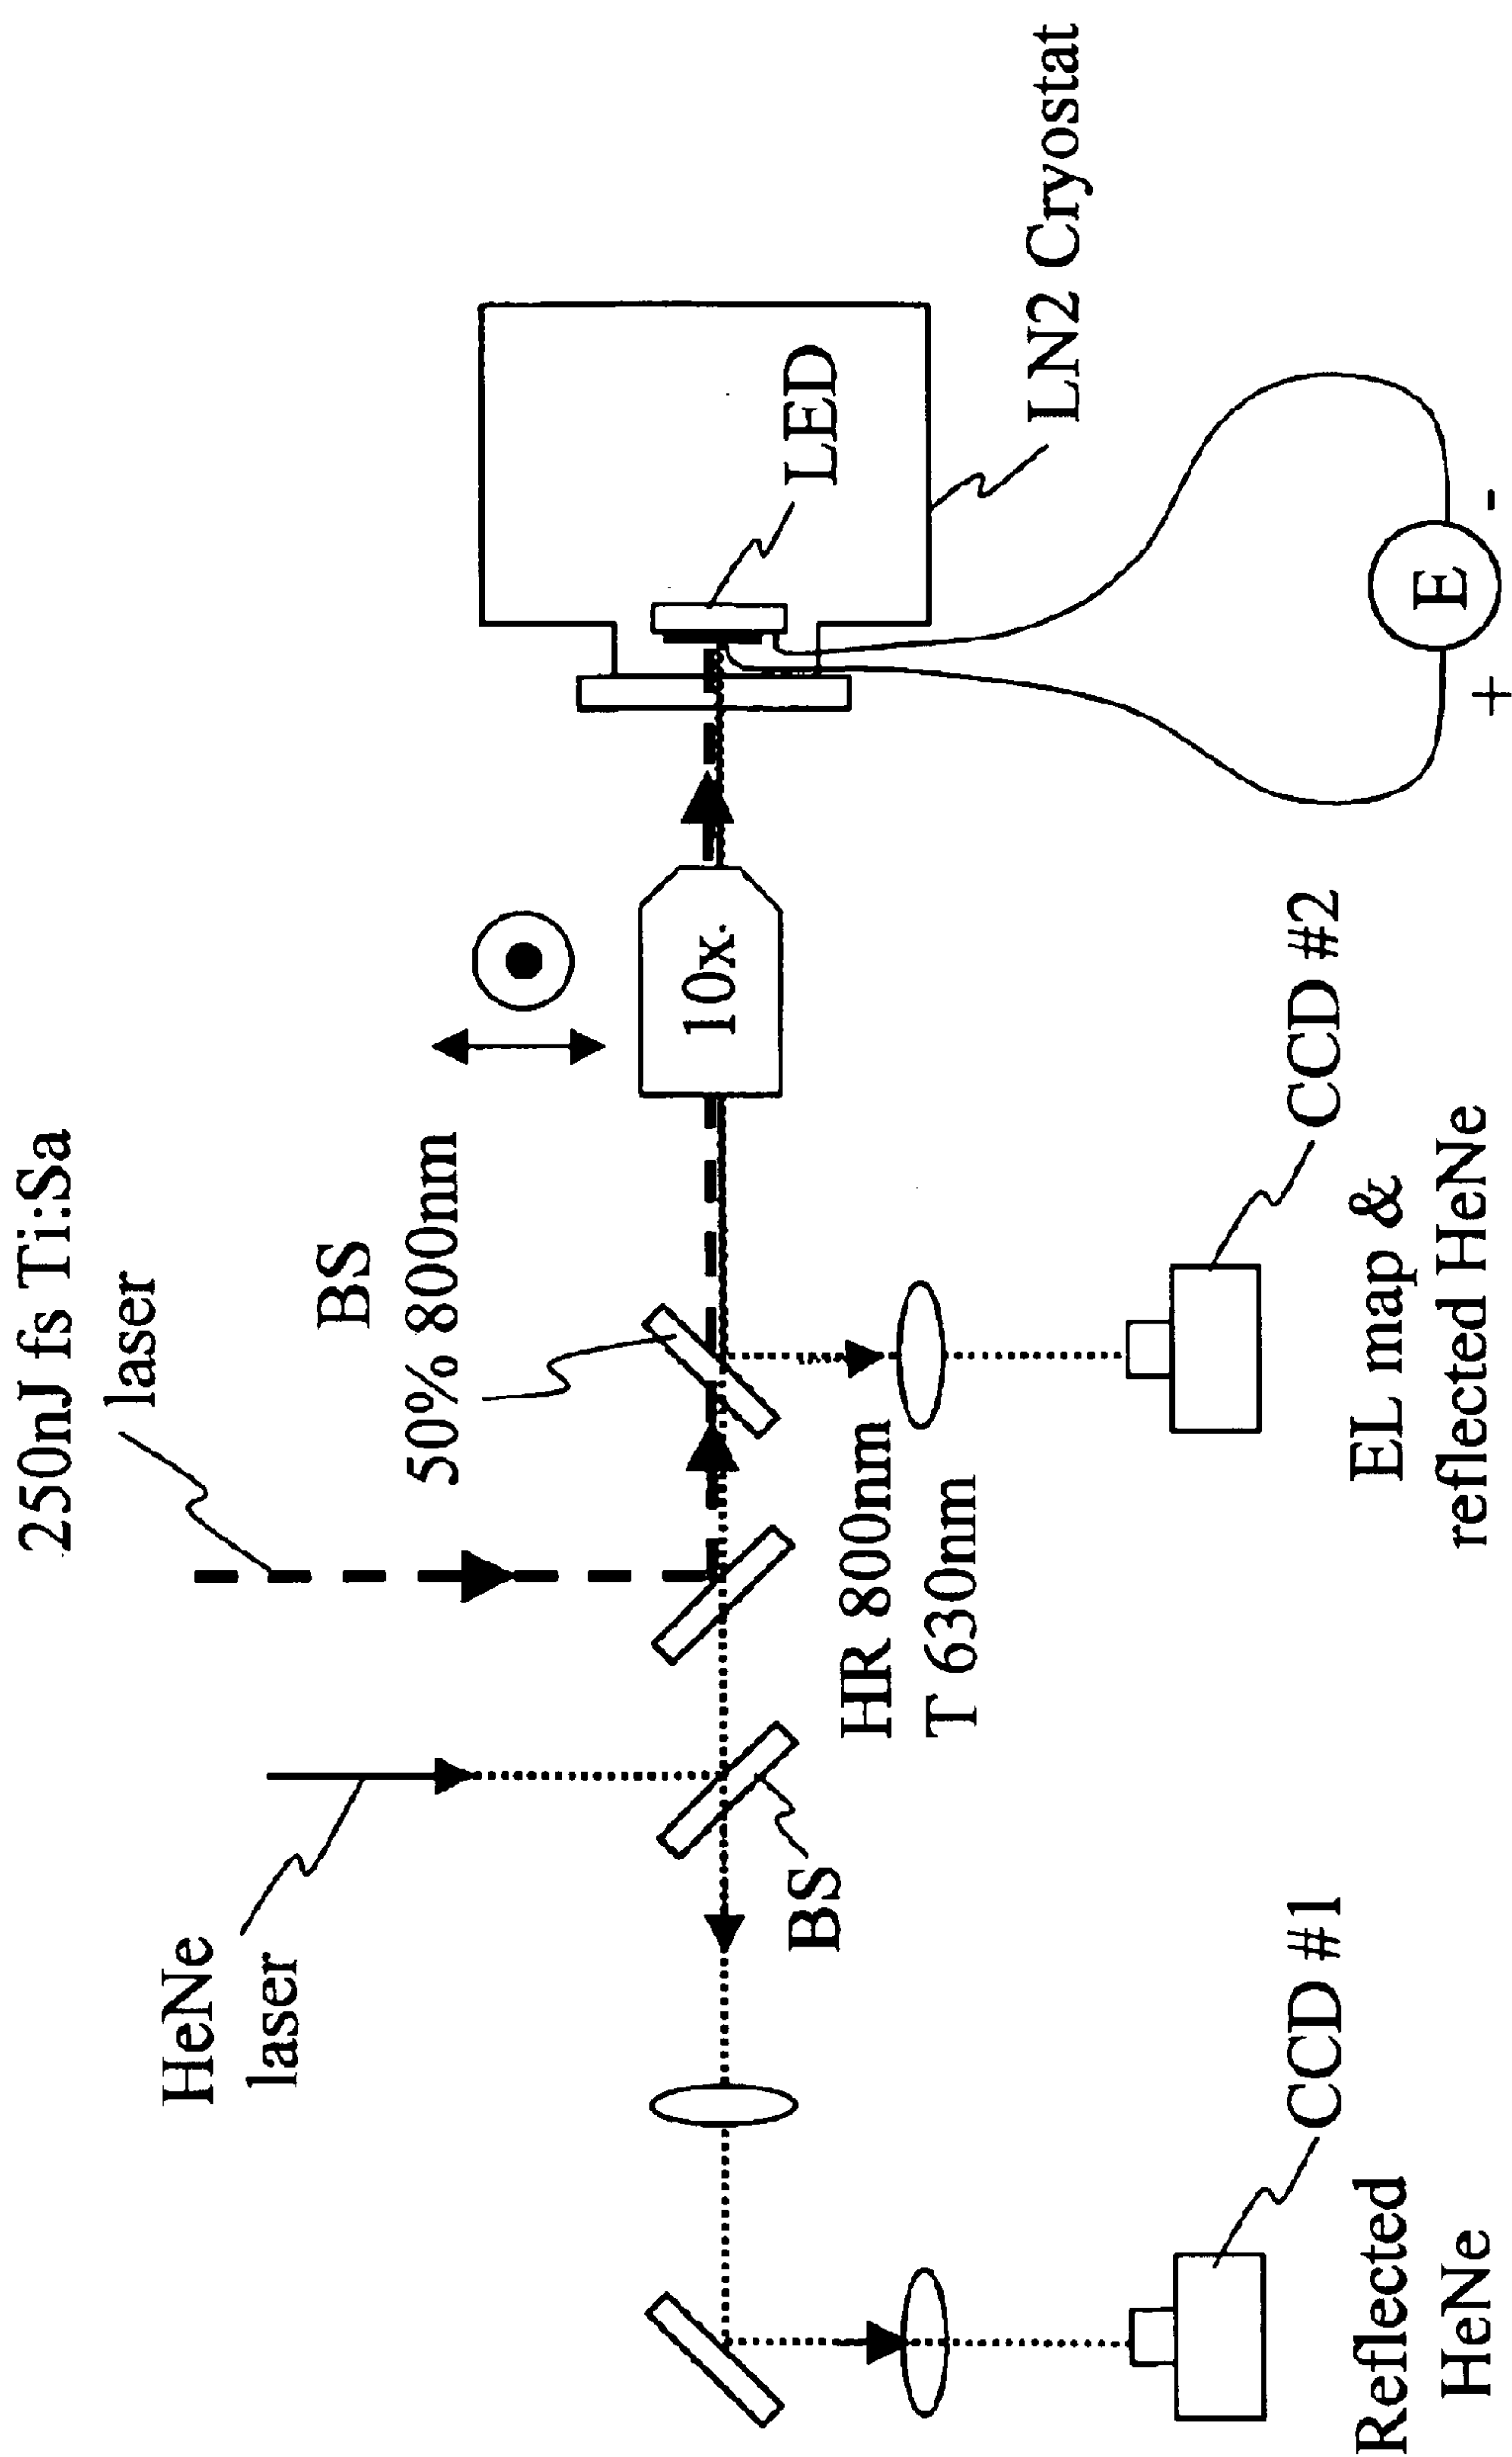 250nJ fs Ti:Sa
laser
HeNe
laser
BS
50% 800nm
10x.
LED
LN2 Cryostat
BS
HR 800nm
T 630nm
CCD #1
Reflected
HeNe
CCD #2
EL map &
reflected HeNe
E
+
-